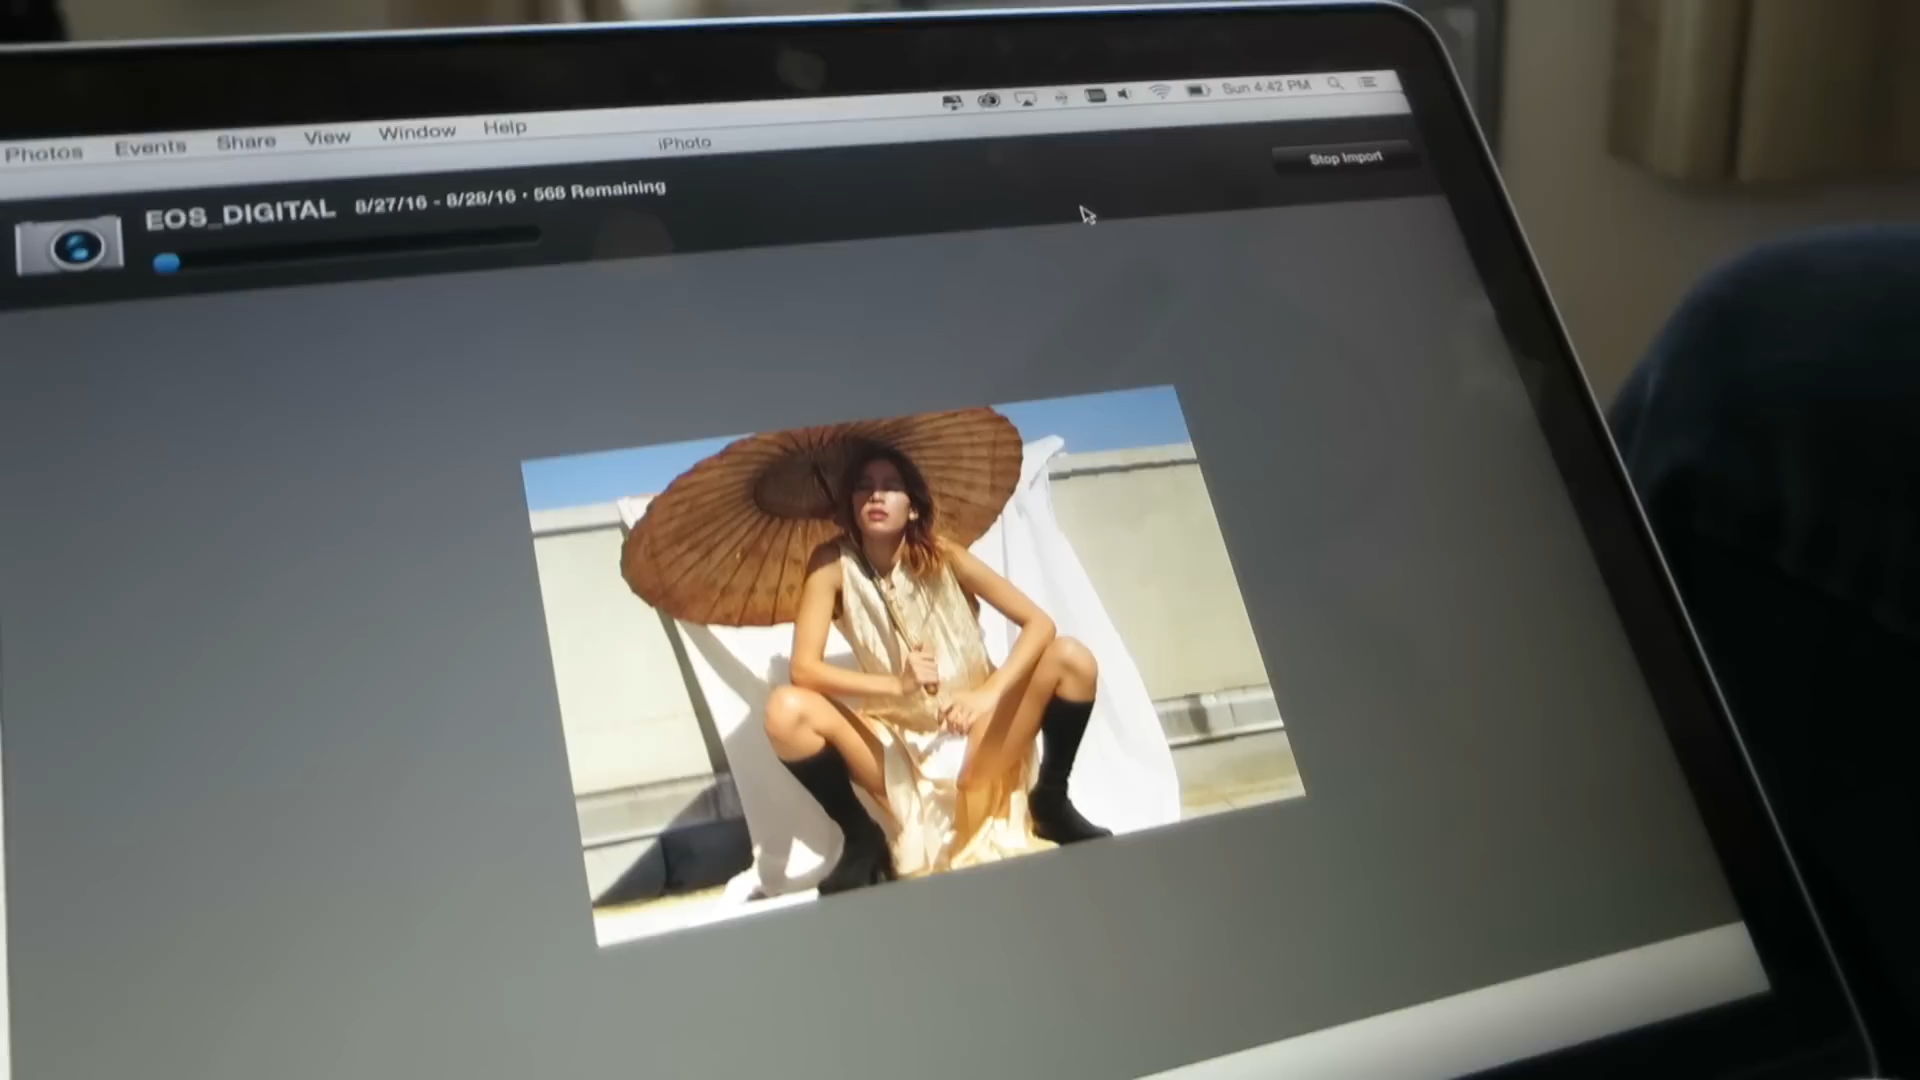 Photos Events Share View Window Help
Sun 4:42 PM
iPhoto
Stop Import
EOS_DIGITAL 8/27/16 - 8/28/16 • 568 Remaining